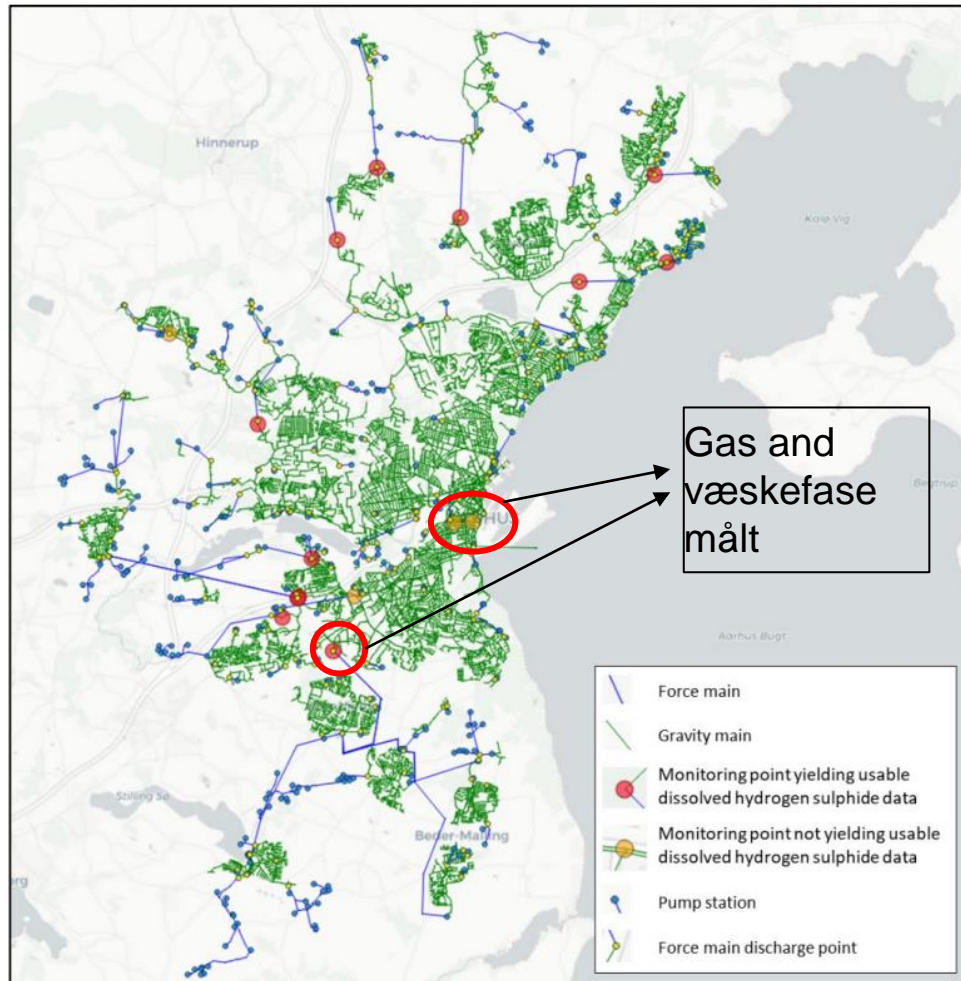 Hinnerup
Kalø Vig
Gas and
væskefase
målt
HUS
Begtrup
Aarhus Bugt
Stilling Sø
Beder-Malling
erg
Force main
Gravity main
Monitoring point yielding usable
dissolved hydrogen sulphide data
Monitoring point not yielding usable
dissolved hydrogen sulphide data
Pump station
Force main discharge point